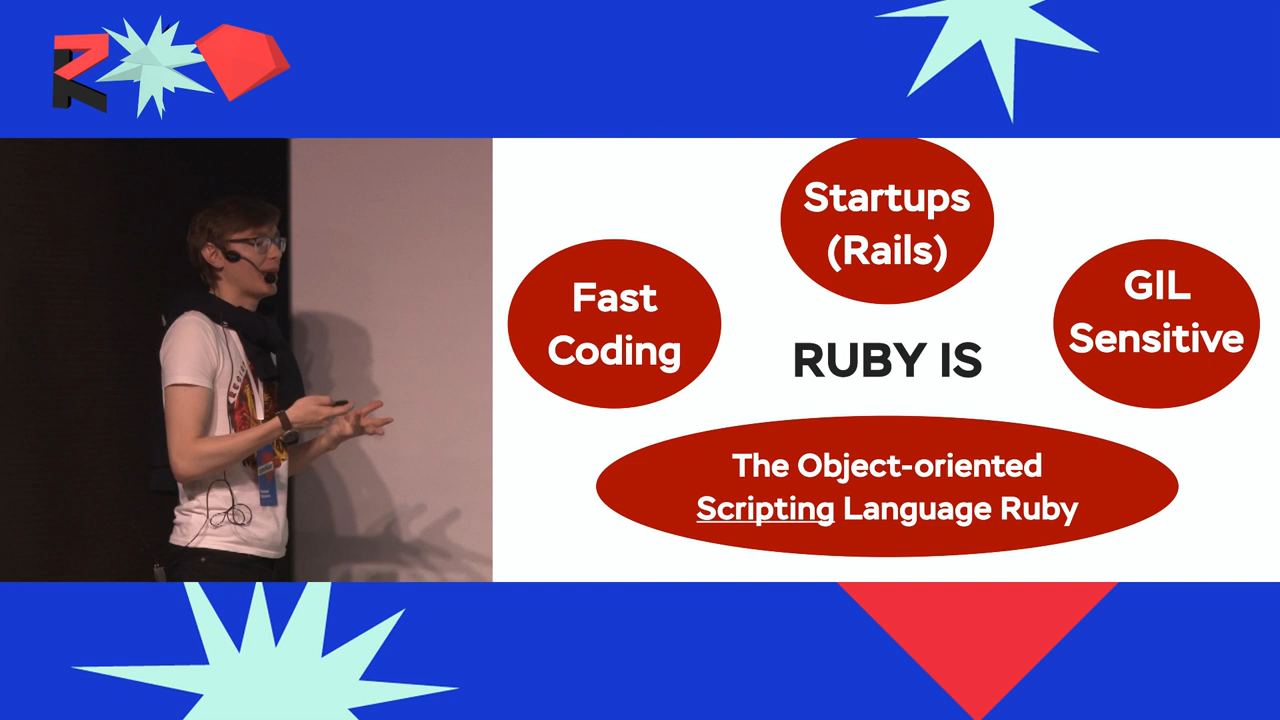 Startups
(Rails)
Fast
Coding
GIL
Sensitive
RUBY IS
The Object-oriented
Scripting Language Ruby